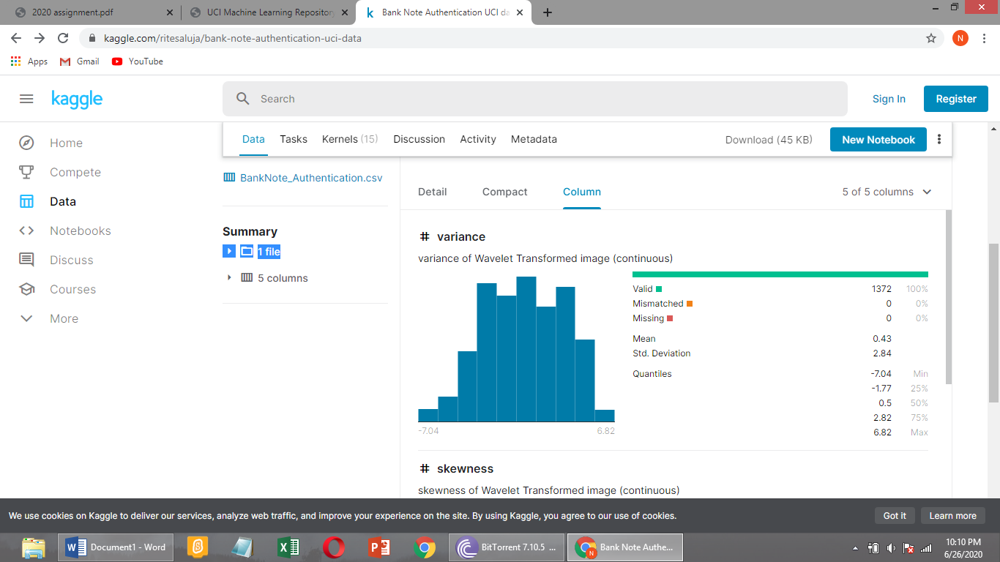 2020 assignment.pdf
UCI Machine Learning Repository
Bank Note Authentication UCI da
kaggle.com/ritesaluja/bank-note-authentication-uci-data
N
Apps
Gmail
YouTube
kaggle
Search
Sign In
Register
Home
Compete
Data
Notebooks
Discuss
Courses
More
Data
Tasks
Kernels (15)
Discussion
Activity
Metadata
Download (45 KB)
New Notebook
BankNote_Authentication.csv
Summary
1 file
5 columns
Detail
Compact
Column
5 of 5 columns
# variance
variance of Wavelet Transformed image (continuous)
-7.04
6.82
Valid 1372 100%
Mismatched 0 0%
Missing 0 0%
Mean 0.43
Std. Deviation 2.84
Quantiles -7.04 Min
-1.77 25%
0.5 50%
2.82 75%
6.82 Max
# skewness
skewness of Wavelet Transformed image (continuous)
We use cookies on Kaggle to deliver our services, analyze web traffic, and improve your experience on the site. By using Kaggle, you agree to our use of cookies.
Got it
Learn more
Document1 - Word
BitTorrent 7.10.5 ...
Bank Note Authe...
10:10 PM
6/26/2020